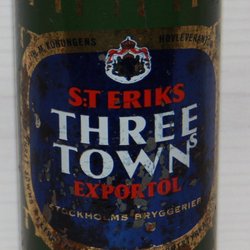 H.M. KONUNGENS HOVLEVERANTÖR
S:T ERIKS
THREE
TOWNS
EXPORTÖL
STOCKHOLMS BRYGGERIER